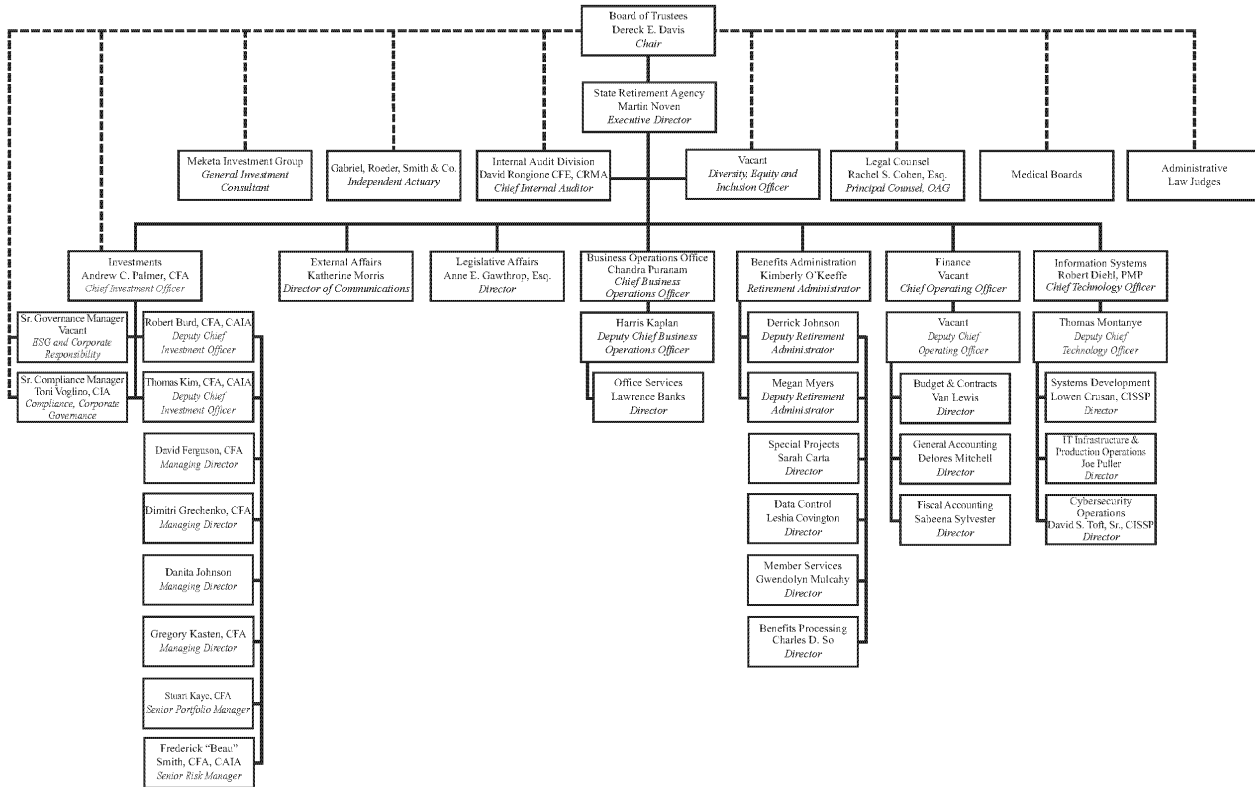 Board of Trustees
Dereck E. Davis
Chair
State Retirement Agency
Martin Noven
Executive Director
Meketa Investment Group
General Investment
Consultant
Gabriel, Roeder, Smith & Co.
Independent Actuary
Internal Audit Division
David Rongione CFE, CRMA
Chief Internal Auditor
Vacant
Diversity, Equity and
Inclusion Officer
Legal Counsel
Rachel S. Cohen, Esq.
Principal Counsel, OAG
Medical Boards
Administrative
Law Judges
Investments
Andrew C. Palmer, CFA
Chief Investment Officer
External Affairs
Katherine Morris
Director of Communications
Legislative Affairs
Anne E. Gawthrop, Esq.
Director
Business Operations Office
Chandra Puranam
Chief Business
Operations Officer
Benefits Administration
Kimberly O'Keeffe
Retirement Administrator
Finance
Vacant
Chief Operating Officer
Information Systems
Robert Diehl, PMP
Chief Technology Officer
Sr. Governance Manager
Vacant
ESG and Corporate
Responsibility
Robert Burd, CFA, CAIA
Deputy Chief
Investment Officer
Harris Kaplan
Deputy Chief Business
Operations Officer
Derrick Johnson
Deputy Retirement
Administrator
Vacant
Deputy Chief
Operating Officer
Thomas Montanye
Deputy Chief
Technology Officer
Sr. Compliance Manager
Toni Voglino, CIA
Compliance, Corporate
Governance
Thomas Kim, CFA, CAIA
Deputy Chief
Investment Officer
Office Services
Lawrence Banks
Director
Megan Myers
Deputy Retirement
Administrator
Budget & Contracts
Van Lewis
Director
Systems Development
Lowen Crusan, CISSP
Director
David Ferguson, CFA
Managing Director
Special Projects
Sarah Carta
Director
General Accounting
Delores Mitchell
Director
IT Infrastructure &
Production Operations
Joe Puller
Director
Dimitri Grechenko, CFA
Managing Director
Data Control
Leshia Covington
Director
Fiscal Accounting
Sabeena Sylvester
Director
Cybersecurity
Operations
David S. Toft, Sr., CISSP
Director
Danita Johnson
Managing Director
Member Services
Gwendolyn Mulcahy
Director
Gregory Kasten, CFA
Managing Director
Benefits Processing
Charles D. So
Director
Stuart Kaye, CFA
Senior Portfolio Manager
Frederick "Beau"
Smith, CFA, CAIA
Senior Risk Manager